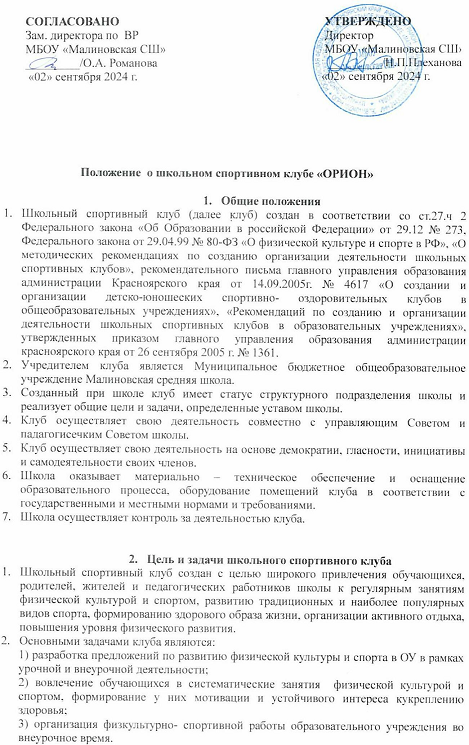 СОГЛАСОВАНО
Зам. директора по ВР
МБОУ «Малиновская СШ»
/О.А. Романова
«02» сентября 2024 г.
УТВЕРЖДЕНО
Директор
МБОУ «Малиновская СШ»
Н.П.Плеханова
«02» сентября 2024 г.
Положение о школьном спортивном клубе «ОРИОН»
1. Общие положения
1. Школьный спортивный клуб (далее клуб) создан в соответствии со ст.27.ч 2
Федерального закона «Об Образовании в российской Федерации» от 29.12 № 273,
Федерального закона от 29.04.99 № 80-ФЗ «О физической культуре и спорте в РФ», «О
методических рекомендациях по созданию организации деятельности школьных
спортивных клубов», рекомендательного письма главного управления образования
администрации Красноярского края от 14.09.2005г. № 4617 «О создании и
организации детско-юношеских спортивно- оздоровительных клубов в
общеобразовательных учреждениях», «Рекомендаций по созданию и организации
деятельности школьных спортивных клубов в образовательных учреждениях»,
утвержденных приказом главного управления образования администрации
красноярского края от 26 сентября 2005 г. № 1361.
2. Учредителем клуба является Муниципальное бюджетное общеобразовательное
учреждение Малиновская средняя школа.
3. Созданный при школе клуб имеет статус структурного подразделения школы и
реализует общие цели и задачи, определенные уставом школы.
4. Клуб осуществляет свою деятельность совместно с управляющим Советом и
падагогисечким Советом школы.
5. Клуб осуществляет свою деятельность на основе демократии, гласности, инициативы
и самодеятельности своих членов.
6. Школа оказывает материально – техническое обеспечение и оснащение
образовательного процесса, оборудование помещений клуба в соответствии с
государственными и местными нормами и требованиями.
7. Школа осуществляет контроль за деятельностью клуба.
2. Цель и задачи школьного спортивного клуба
1. Школьный спортивный клуб создан с целью широкого привлечения обучающихся,
родителей, жителей и педагогических работников школы к регулярным занятиям
физической культурой и спортом, развитию традиционных и наиболее популярных
видов спорта, формированию здорового образа жизни, организации активного отдыха,
повышения уровня физического развития.
2. Основными задачами клуба являются:
1) разработка предложений по развитию физической культуры и спорта в ОУ в рамках
урочной и внеурочной деятельности;
2) вовлечение обучающихся в систематические занятия физической культурой и
спортом, формирование у них мотивации и устойчивого интереса кукреплению
здоровья;
3) организация физкультурно- спортивной работы образовательного учреждения во
внеурочное время.